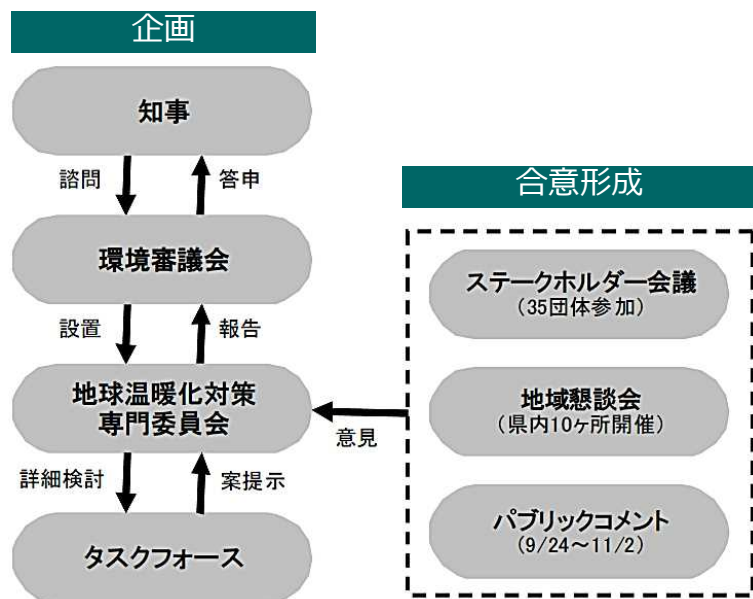 企画
知事
諮問
答申
環境審議会
設置
報告
地球温暖化対策
専門委員会
詳細検討
案提示
タスクフォース
意見
合意形成
ステークホルダー会議
(35団体参加)
地域懇談会
(県内10ヶ所開催)
パブリックコメント
(9/24～11/2)